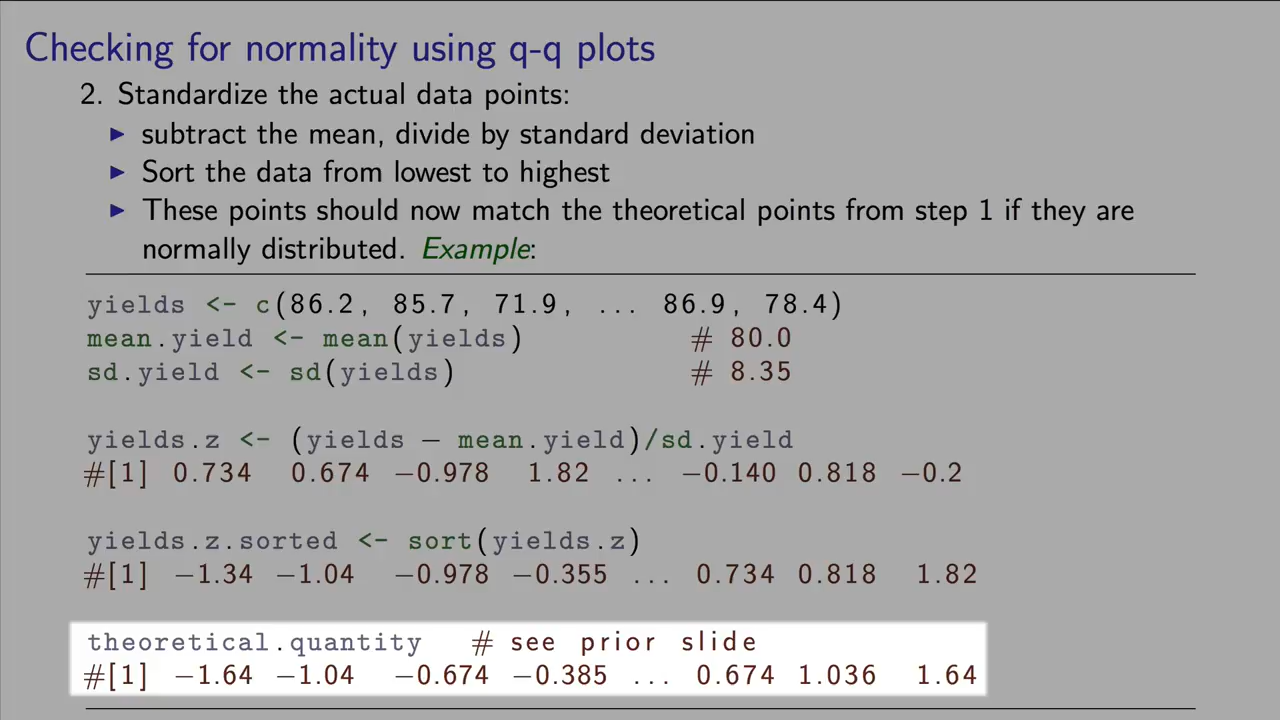 Checking for normality using q-q plots
2. Standardize the actual data points:
▶ subtract the mean, divide by standard deviation
▶ Sort the data from lowest to highest
▶ These points should now match the theoretical points from step 1 if they are
normally distributed. Example:
yields <- c(86.2, 85.7, 71.9, ... 86.9, 78.4)
mean.yield <- mean(yields) # 80.0
sd.yield <- sd(yields) # 8.35
yields.z <- (yields − mean.yield)/sd.yield
#[1] 0.734 0.674 −0.978 1.82 ... −0.140 0.818 −0.2
yields.z.sorted <- sort(yields.z)
#[1] −1.34 −1.04 −0.978 −0.355 ... 0.734 0.818 1.82
theoretical.quantity # see prior slide
#[1] −1.64 −1.04 −0.674 −0.385 ... 0.674 1.036 1.64